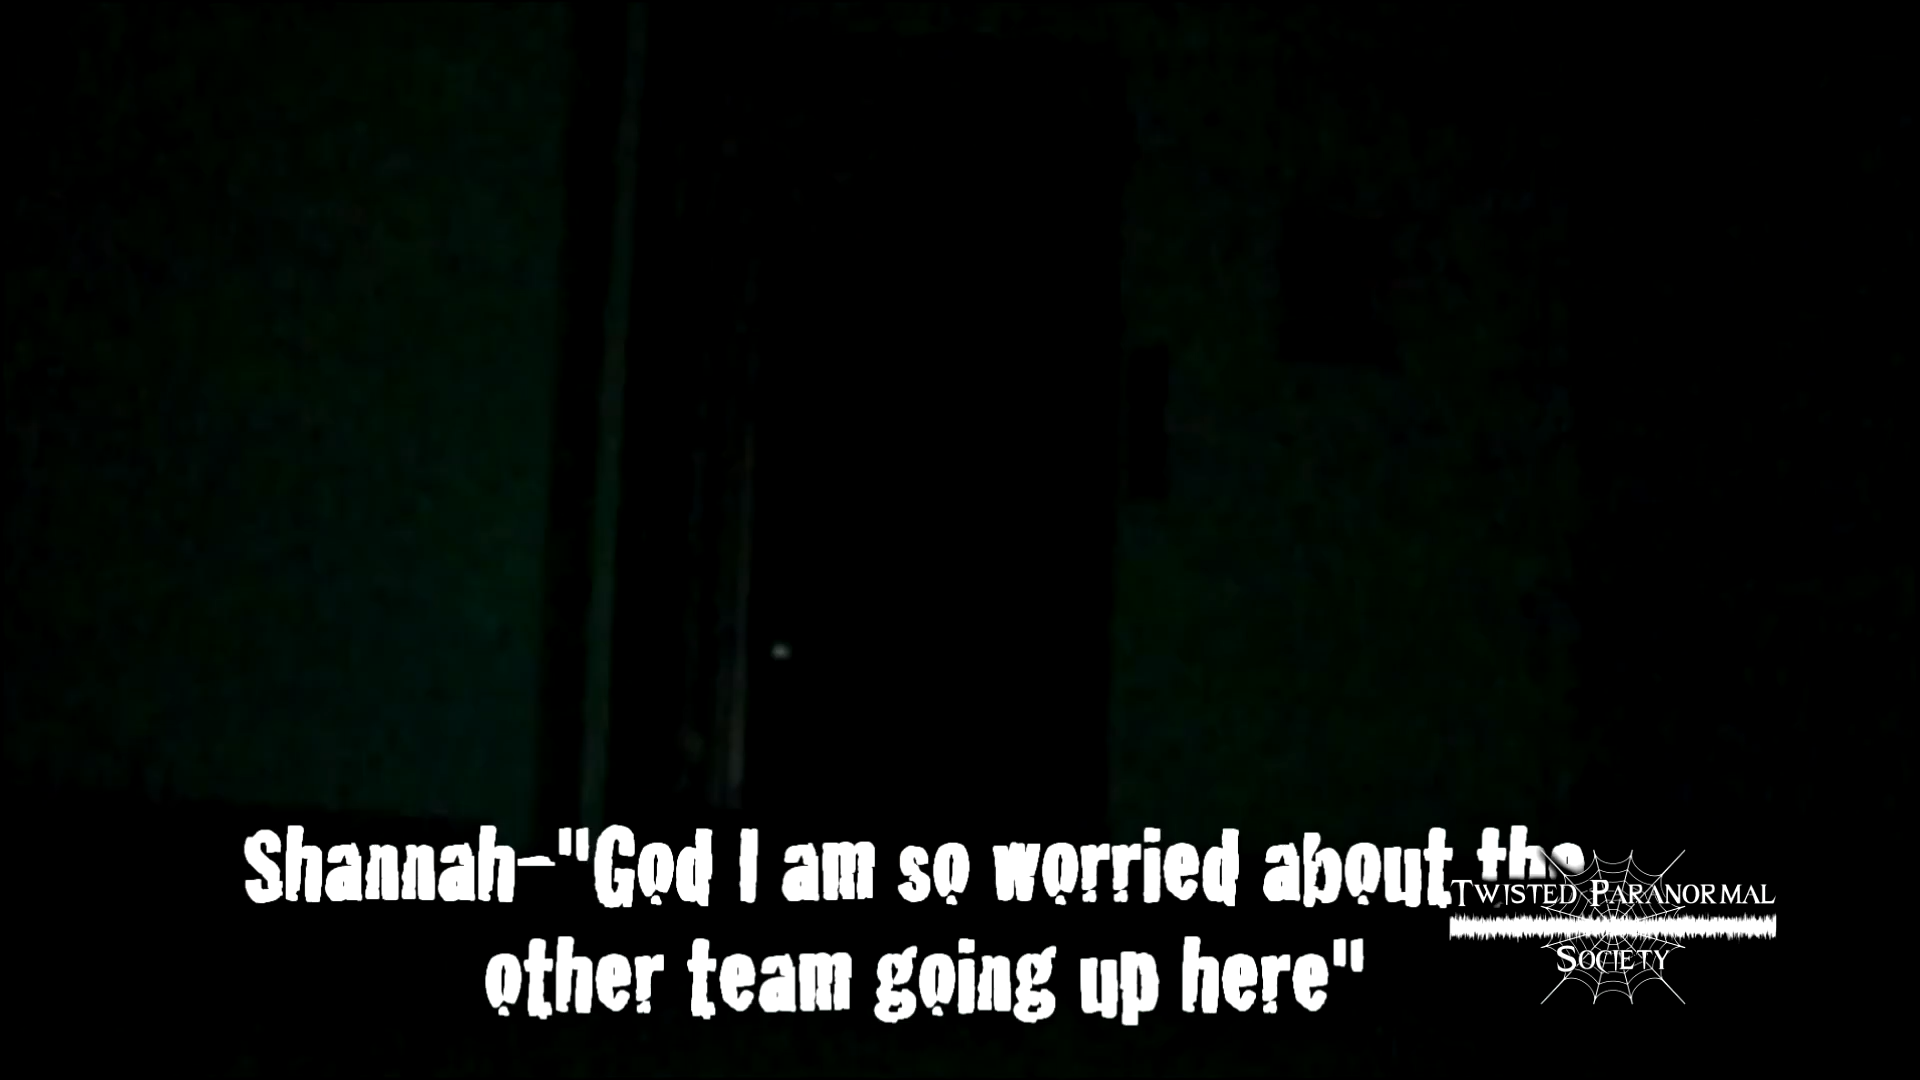 Shannah-"God I am so worried about the
other team going up here"
Twisted Paranormal
Society